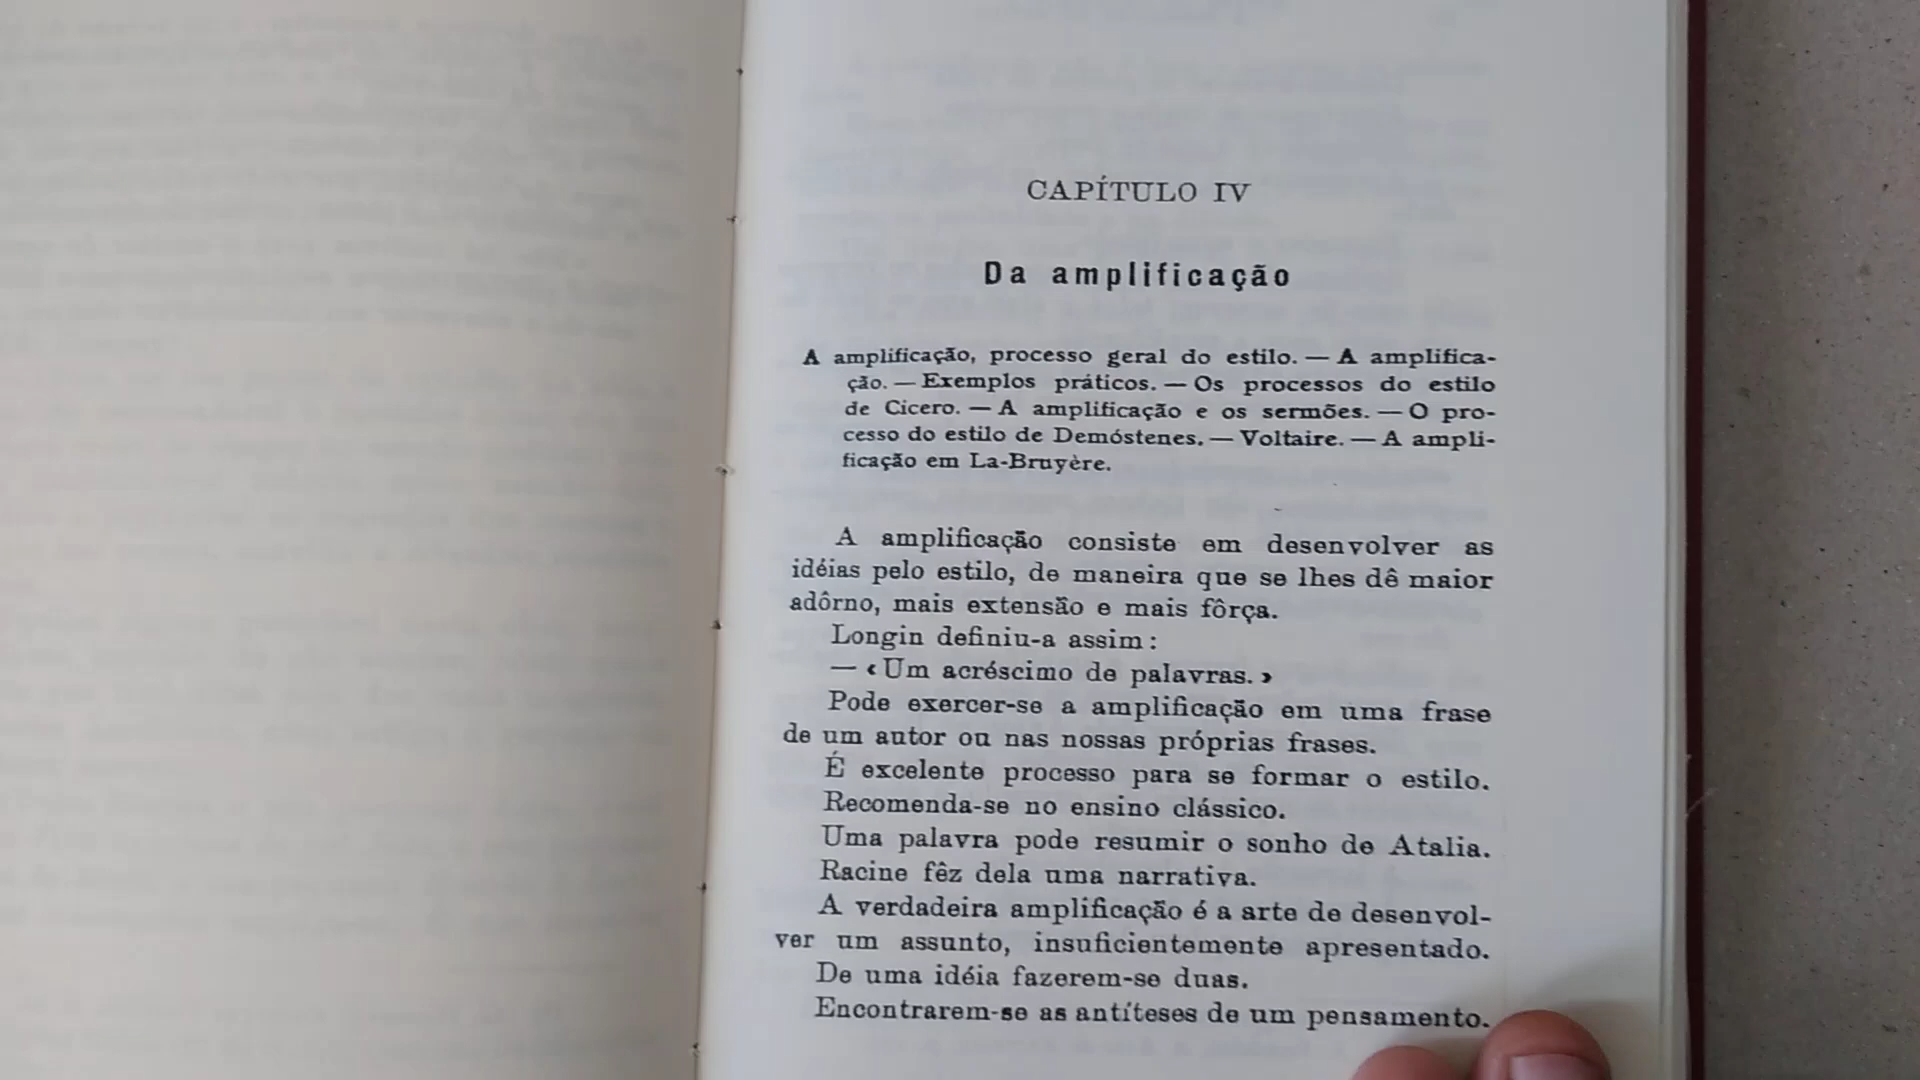 CAPÍTULO IV
Da amplificação
A amplificação, processo geral do estilo. — A amplifica-
ção. — Exemplos práticos. — Os processos do estilo
de Cicero. — A amplificação e os sermões. — O pro-
cesso do estilo de Demóstenes. — Voltaire. — A ampli-
ficação em La-Bruyère.
A amplificação consiste em desenvolver as
idéias pelo estilo, de maneira que se lhes dê maior
adôrno, mais extensão e mais fôrça.
Longin definiu-a assim:
— ‹Um acréscimo de palavras.›
Pode exercer-se a amplificação em uma frase
de um autor ou nas nossas próprias frases.
É excelente processo para se formar o estilo.
Recomenda-se no ensino clássico.
Uma palavra pode resumir o sonho de Atalia.
Racine fêz dela uma narrativa.
A verdadeira amplificação é a arte de desenvol-
ver um assunto, insuficientemente apresentado.
De uma idéia fazerem-se duas.
Encontrarem-se as antíteses de um pensamento.